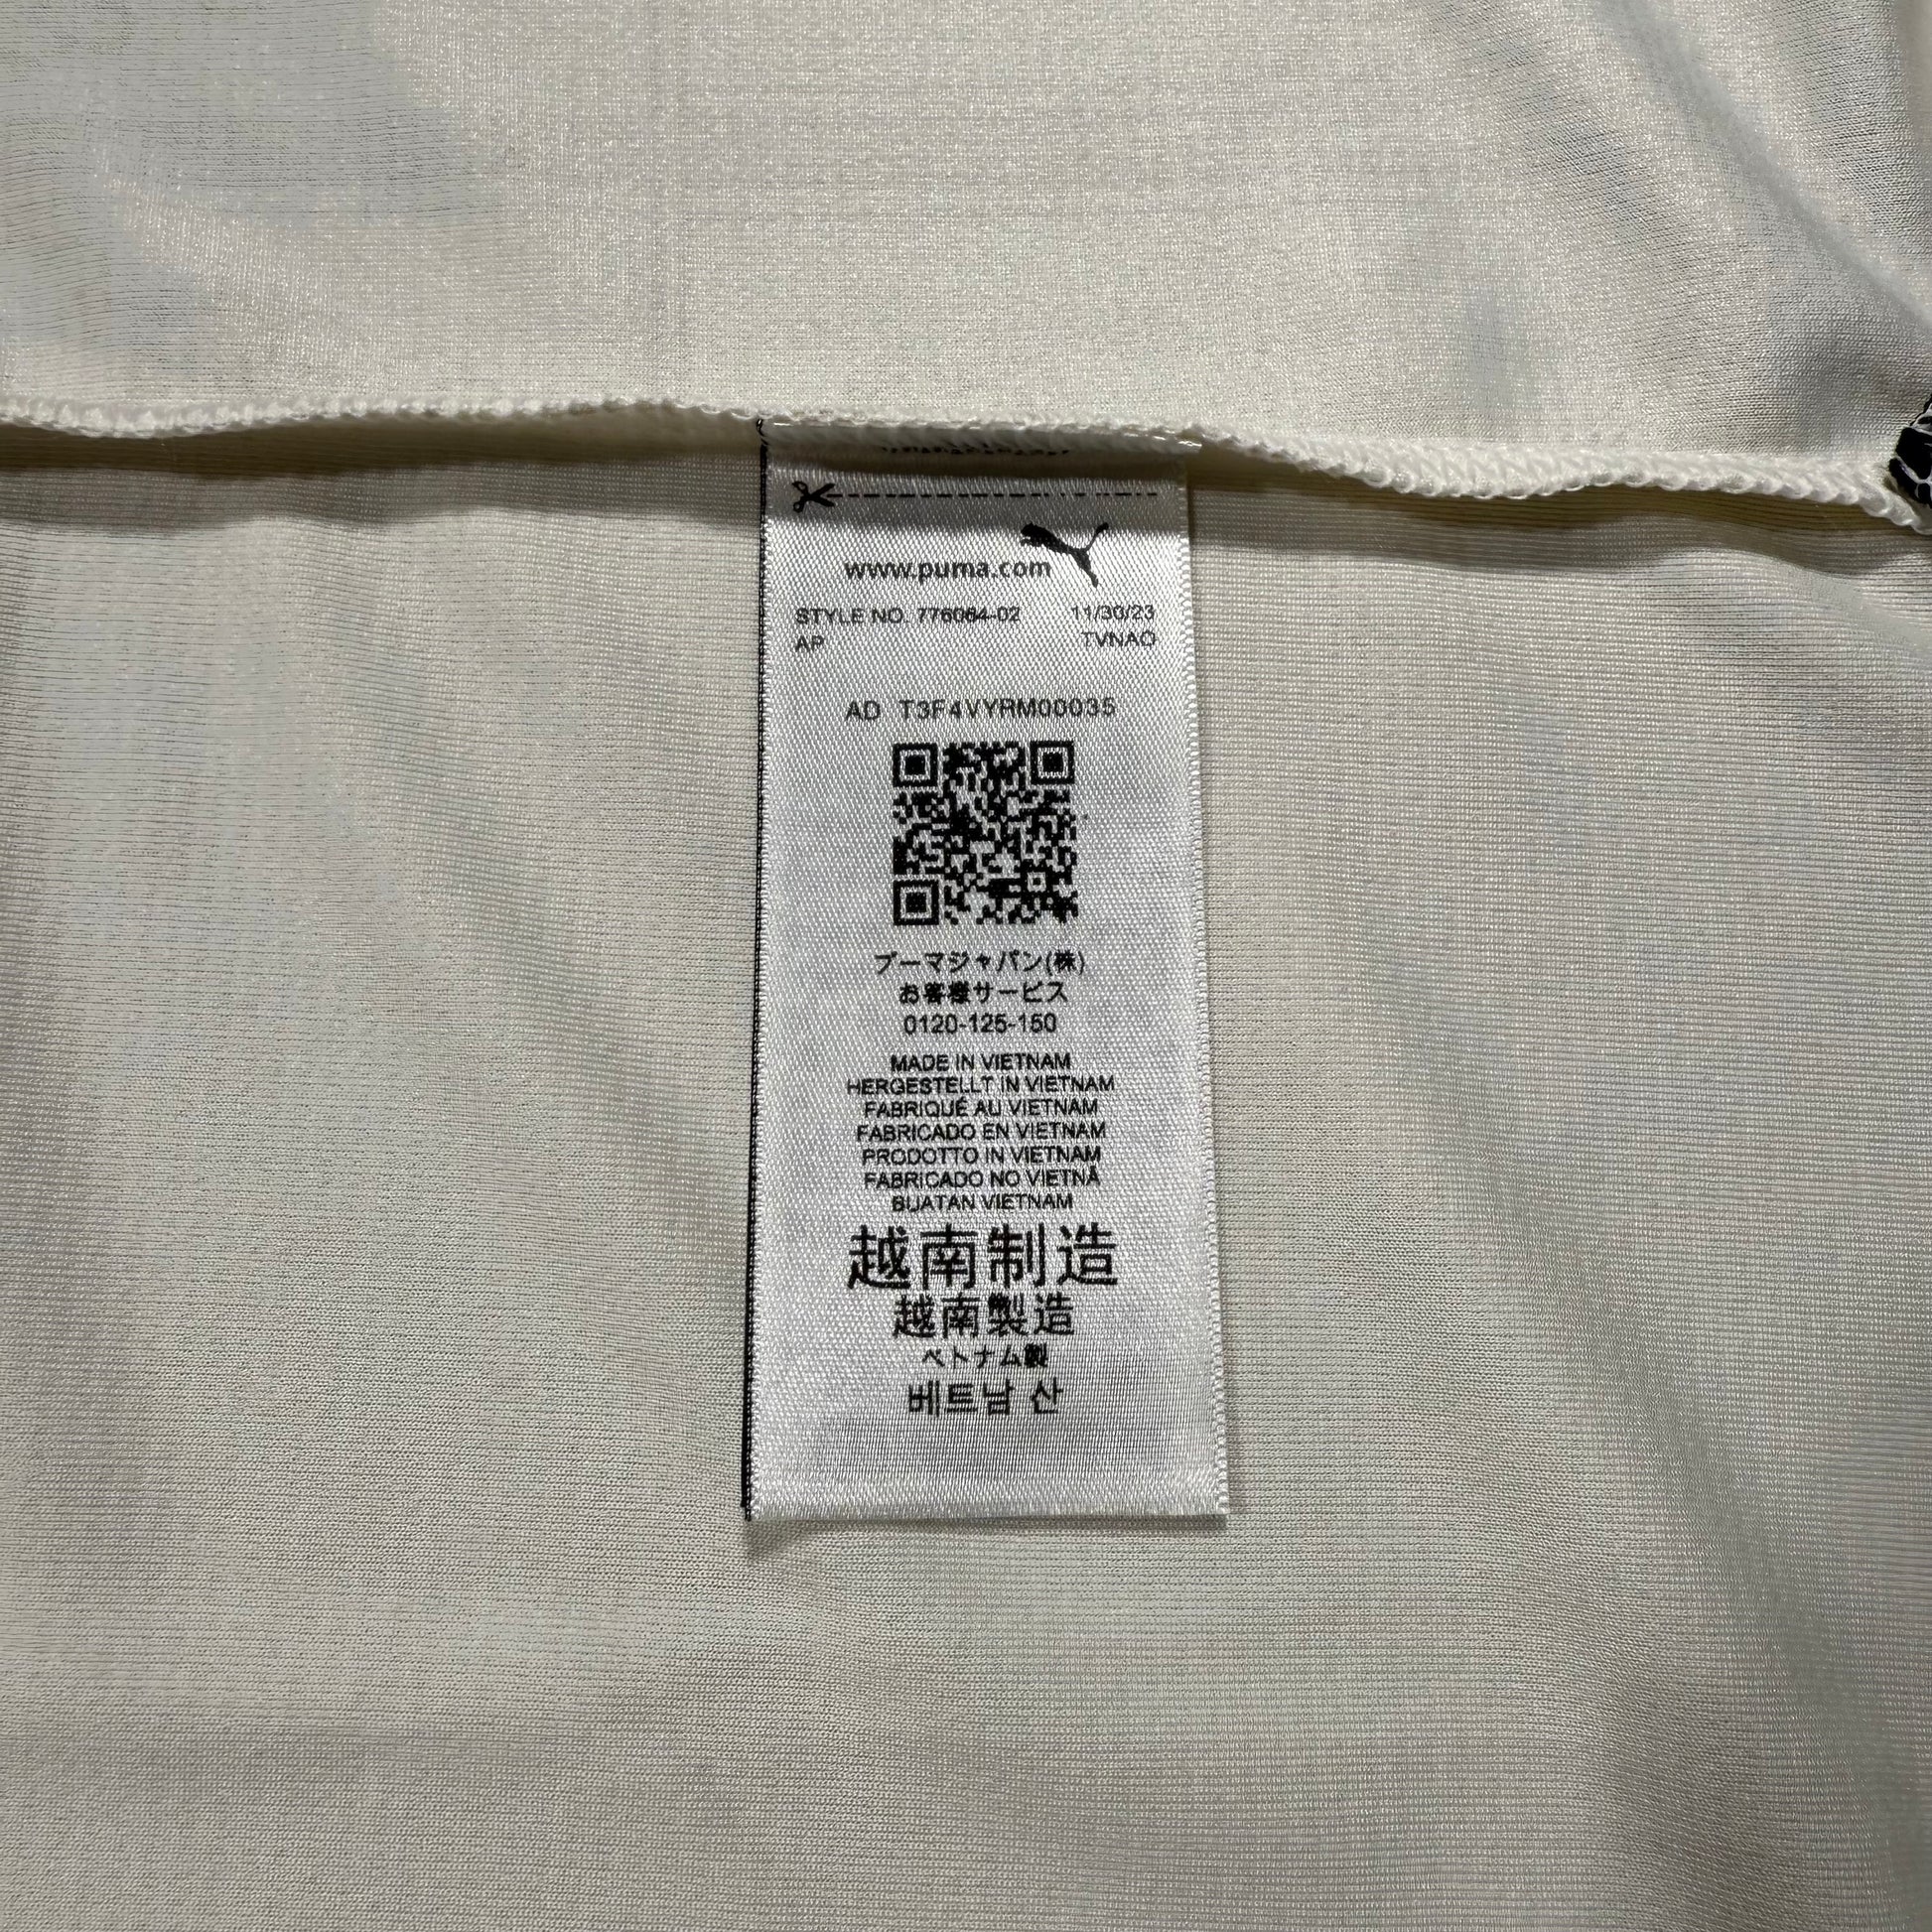 www.puma.com
STYLE NO. 776064-02 11/30/23
AP TVNAO
AD T3F4VYRM00035
プーマジャパン(株)
お客様サービス
0120-125-150
MADE IN VIETNAM
HERGESTELLT IN VIETNAM
FABRIQUÉ AU VIETNAM
FABRICADO EN VIETNAM
PRODOTTO IN VIETNAM
FABRICADO NO VIETNÃ
BUATAN VIETNAM
越南制造
越南製造
ベトナム製
베트남 산